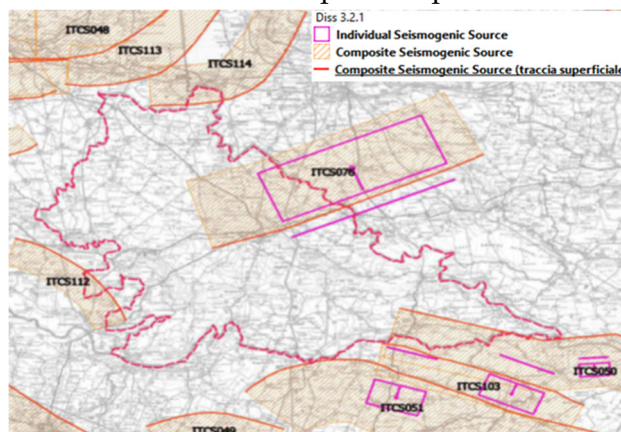 Diss 3.2.1
Individual Seismogenic Source
Composite Seismogenic Source
Composite Seismogenic Source (traccia superficiale
ITCS048
ITCS113
ITCS114
ITCS076
ITCS112
ITCS050
ITCS103
ITCS051
ITCS049